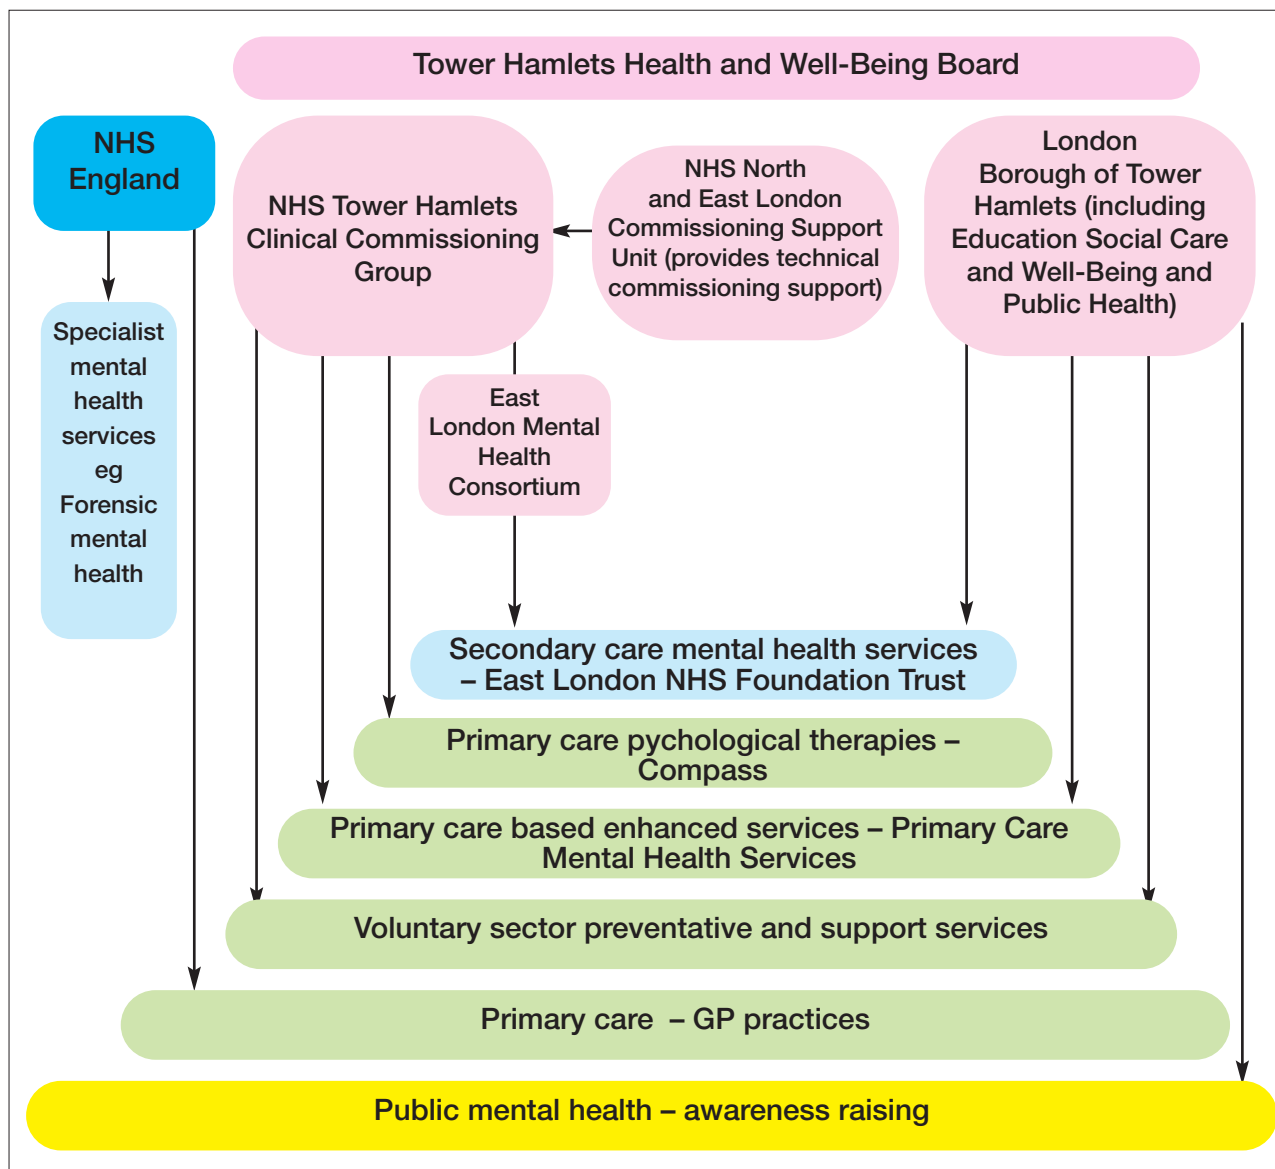 Tower Hamlets Health and Well-Being Board
NHS
England
NHS Tower Hamlets
Clinical Commissioning
Group
NHS North
and East London
Commissioning Support
Unit (provides technical
commissioning support)
London
Borough of Tower
Hamlets (including
Education Social Care
and Well-Being and
Public Health)
Specialist
mental
health
services
eg
Forensic
mental
health
East
London Mental
Health
Consortium
Secondary care mental health services
– East London NHS Foundation Trust
Primary care pychological therapies –
Compass
Primary care based enhanced services – Primary Care
Mental Health Services
Voluntary sector preventative and support services
Primary care – GP practices
Public mental health – awareness raising